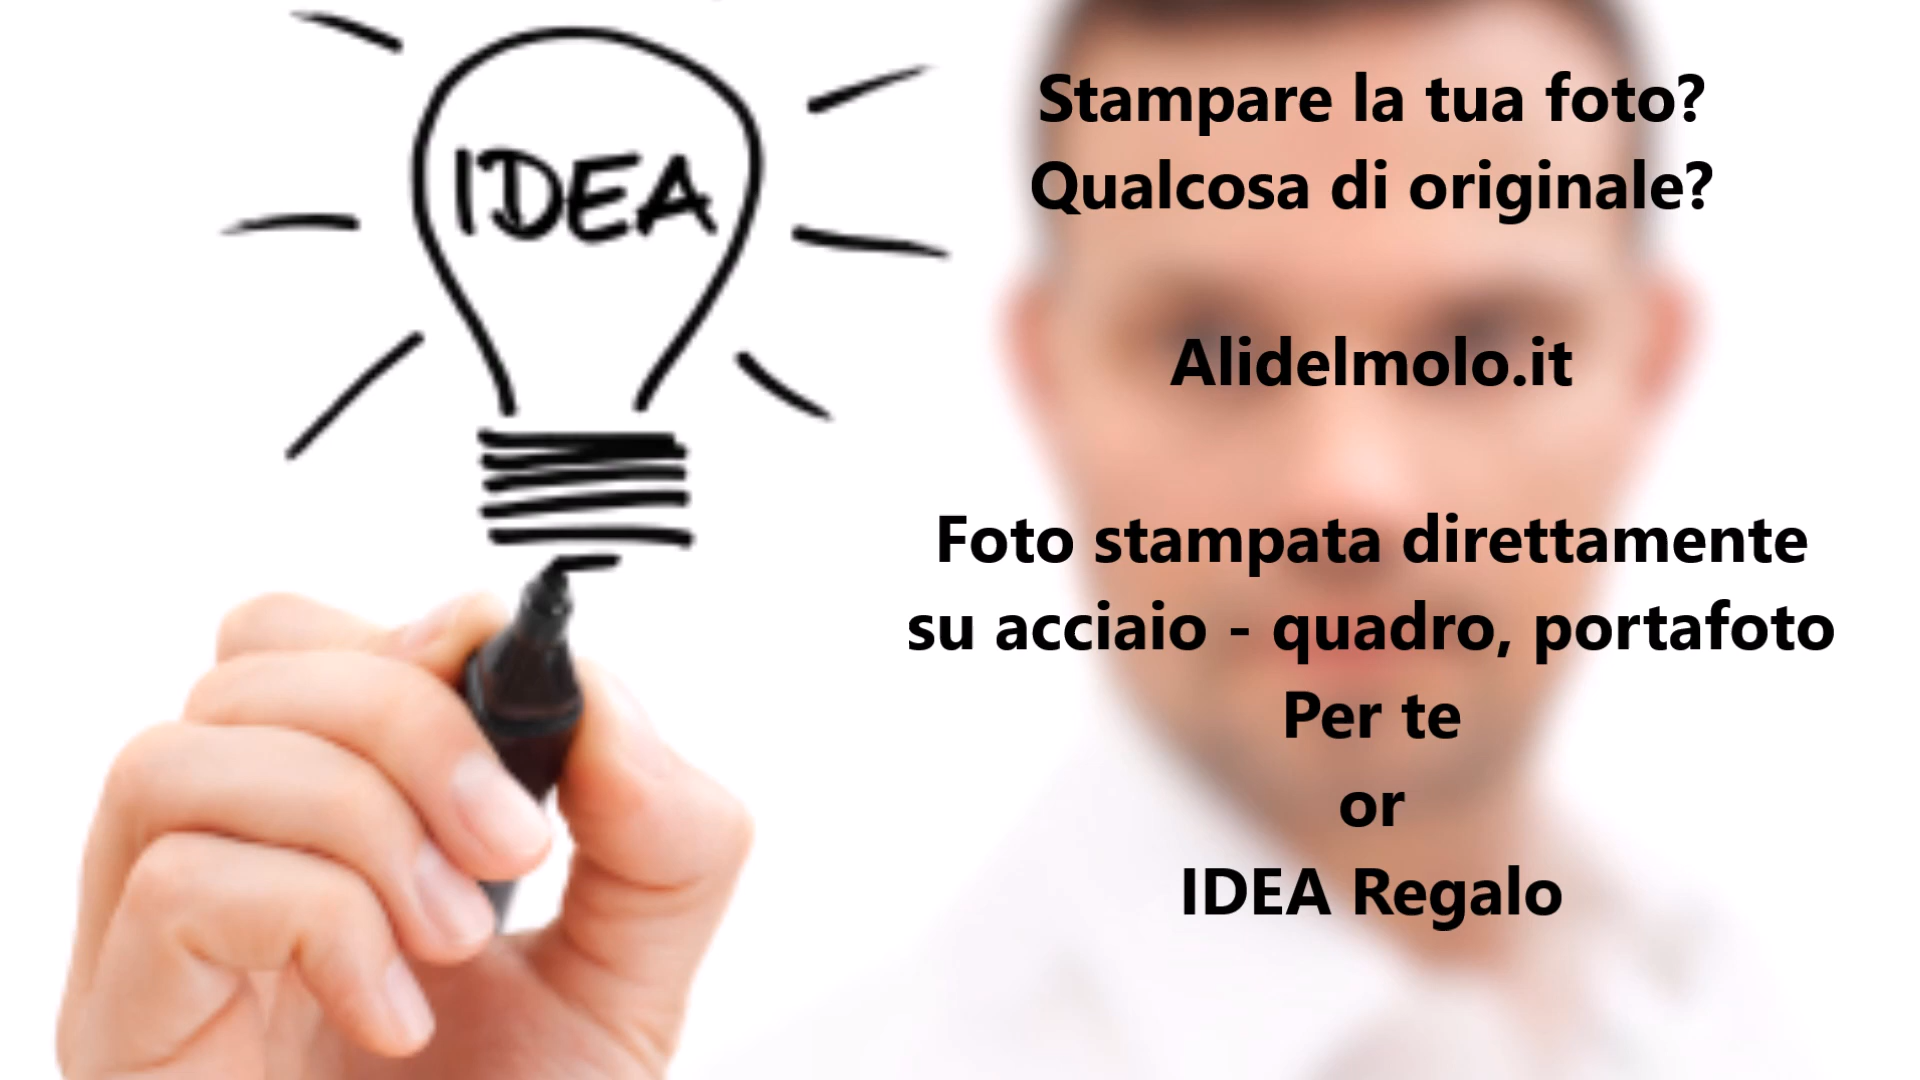 IDEA
Stampare la tua foto?
Qualcosa di originale?
Alidelmolo.it
Foto stampata direttamente
su acciaio - quadro, portafoto
Per te
or
IDEA Regalo